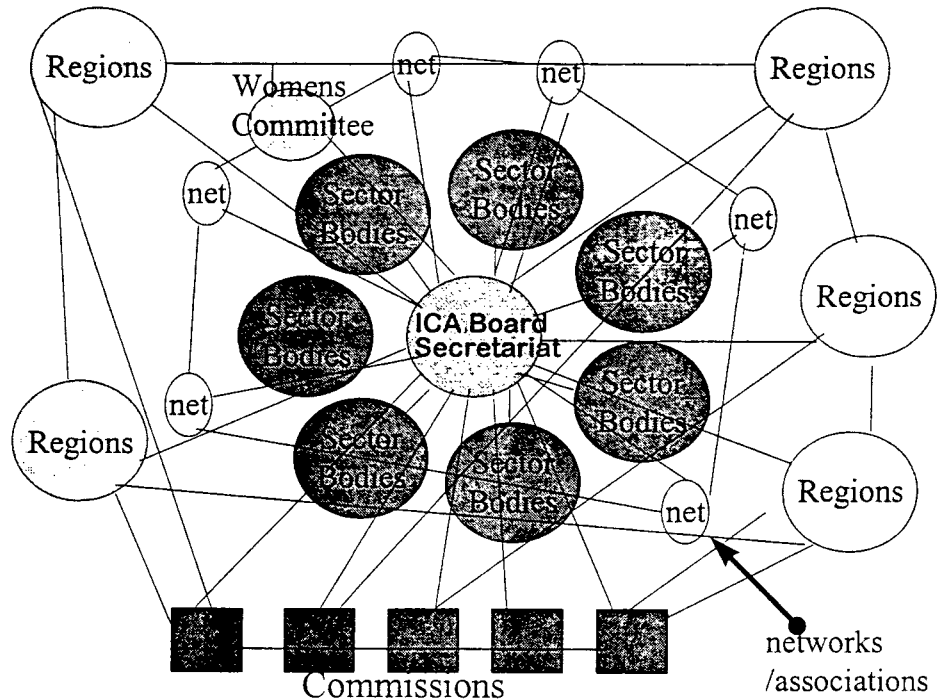 Regions
net
net
Regions
Womens
Committee
Sector
Bodies
Sector
Bodies
net
net
Sector
Bodies
Regions
Sector
Bodies
ICA Board
Secretariat
Sector
Bodies
net
Regions
Sector
Bodies
Sector
Bodies
Regions
net
networks
/associations
Commissions